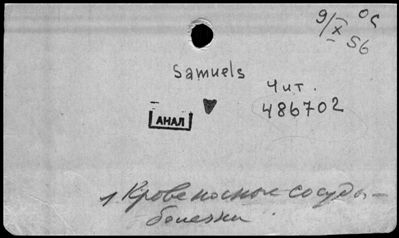 9/X 56
Samuels
Чит.
486702
АНАЛ
1 Кровеносные сосуды –
болезни.